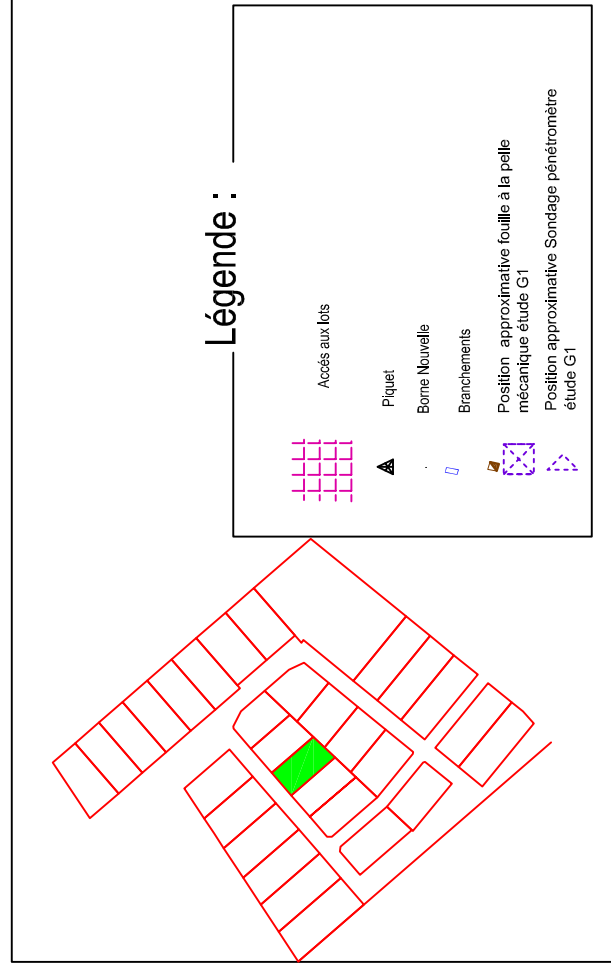 Légende :
Accés aux lots
Piquet
Borne Nouvelle
Branchements
Position approximative fouille à la pelle
mécanique étude G1
Position approximative Sondage pénétromètre
étude G1